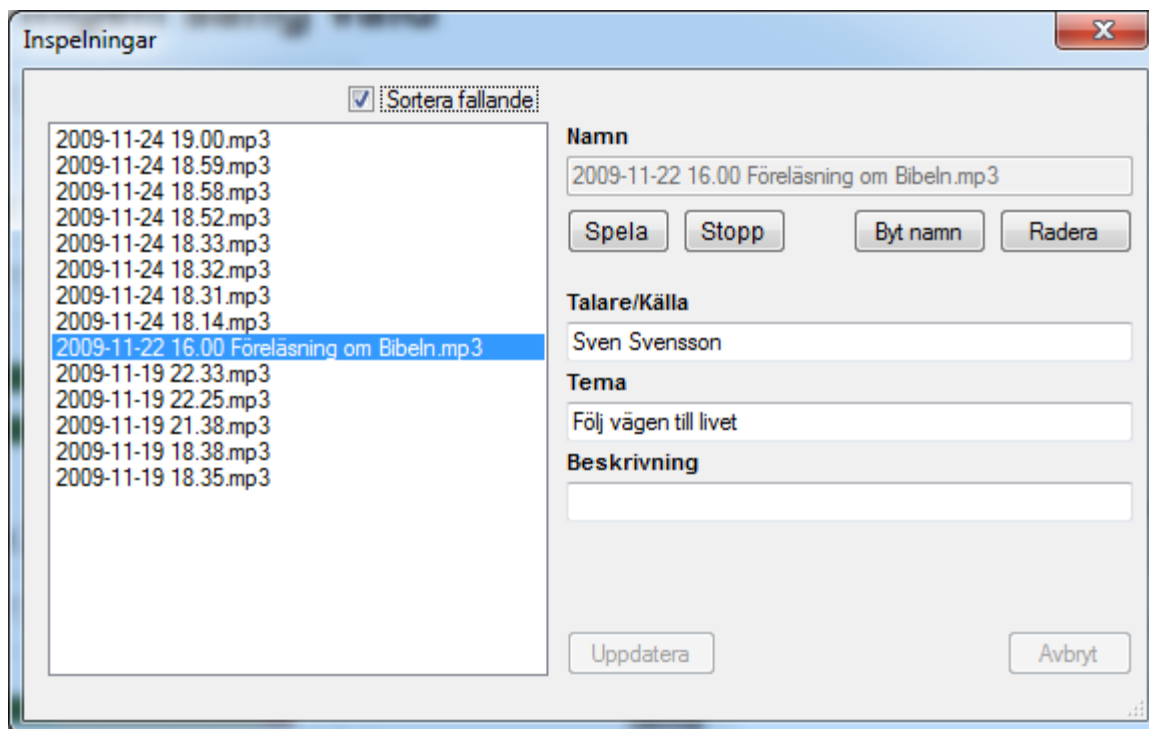 Inspelningar
Sortera fallande
2009-11-24 19.00.mp3
2009-11-24 18.59.mp3
2009-11-24 18.58.mp3
2009-11-24 18.52.mp3
2009-11-24 18.33.mp3
2009-11-24 18.32.mp3
2009-11-24 18.31.mp3
2009-11-24 18.14.mp3
2009-11-22 16.00 Föreläsning om Bibeln.mp3
2009-11-19 22.33.mp3
2009-11-19 22.25.mp3
2009-11-19 21.38.mp3
2009-11-19 18.38.mp3
2009-11-19 18.35.mp3
Namn
2009-11-22 16.00 Föreläsning om Bibeln.mp3
Spela Stopp Byt namn Radera
Talare/Källa
Sven Svensson
Tema
Följ vägen till livet
Beskrivning
Uppdatera Avbryt